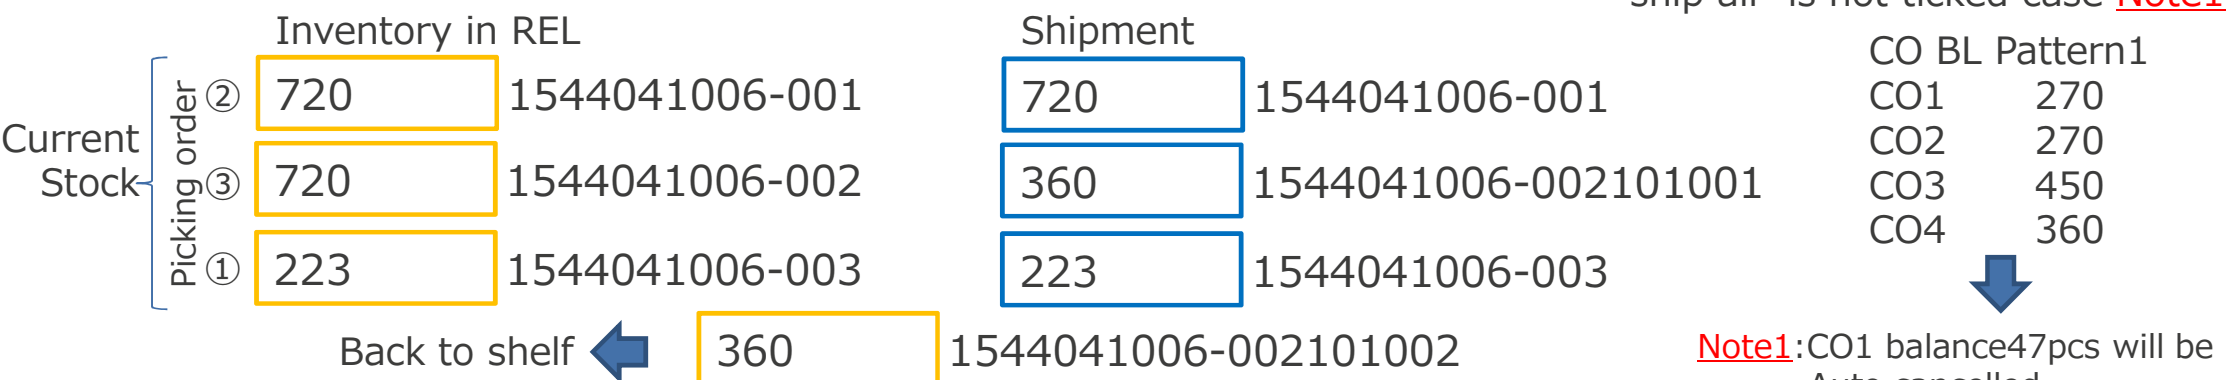 ship all" is not ticked case Note1
Inventory in REL
Shipment
CO BL Pattern1
Current Stock
Picking order
② 720 1544041006-001
720 1544041006-001
CO1 270
③ 720 1544041006-002
360 1544041006-002101001
CO2 270
① 223 1544041006-003
223 1544041006-003
CO3 450
CO4 360
Back to shelf
360 1544041006-002101002
Note1:CO1 balance47pcs will be
Auto cancelled